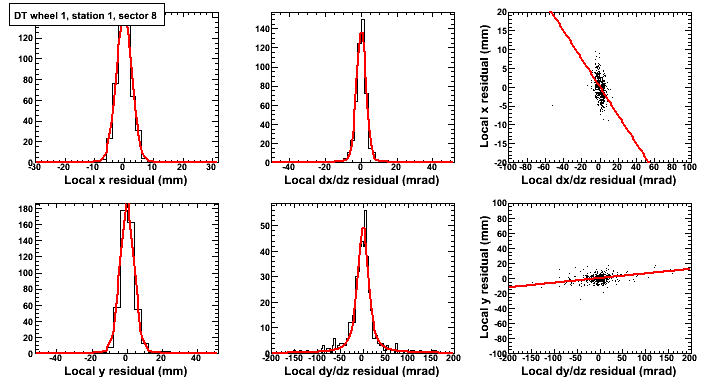 DT wheel 1, station 1, sector 8
0 20 40 60 80 100 120
-30 -20 -10 0 10 20 30
Local x residual (mm)
0 20 40 60 80 100 120 140
-40 -20 0 20 40
Local dx/dz residual (mrad)
Local x residual (mm)
-20 -15 -10 -5 0 5 10 15 20
-100 -80 -60 -40 -20 0 20 40 60 80 100
Local dx/dz residual (mrad)
0 20 40 60 80 100 120 140 160 180
-40 -20 0 20 40
Local y residual (mm)
0 10 20 30 40 50
-200 -150 -100 -50 0 50 100 150 200
Local dy/dz residual (mrad)
Local y residual (mm)
-100 -80 -60 -40 -20 0 20 40 60 80 100
-200 -150 -100 -50 0 50 100 150 200
Local dy/dz residual (mrad)